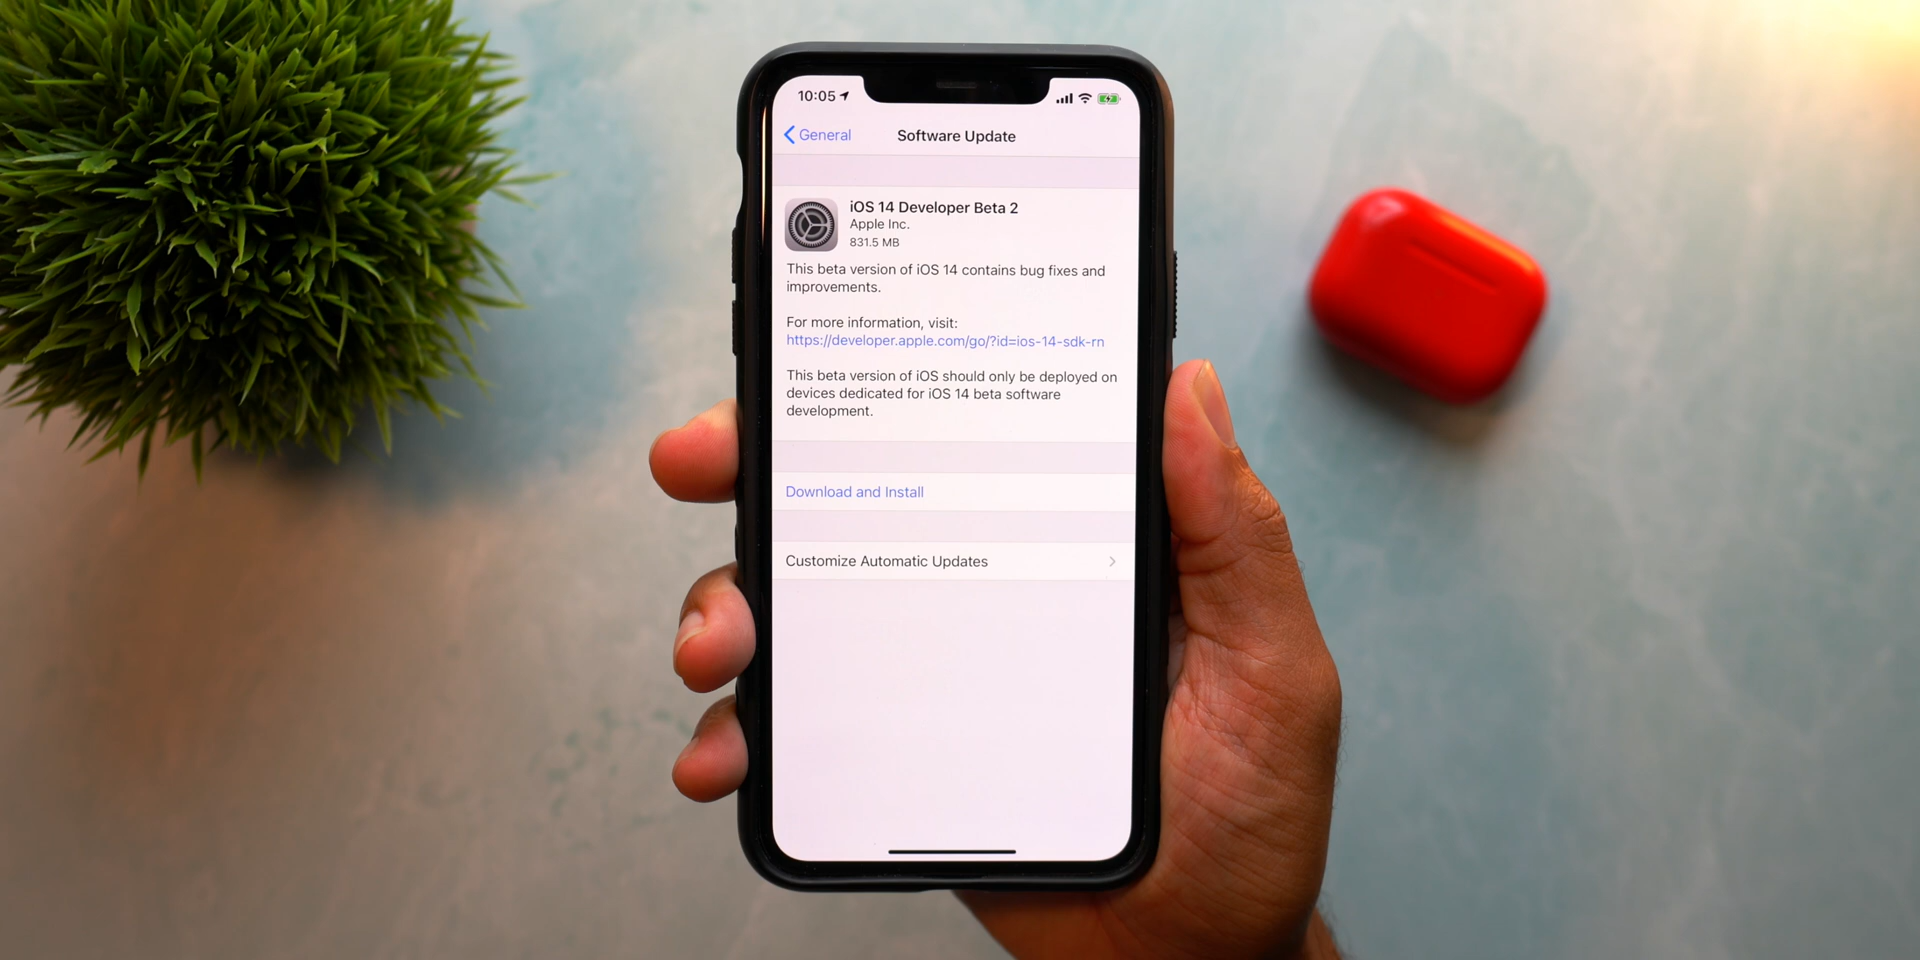 10:05
General
Software Update
iOS 14 Developer Beta 2
Apple Inc.
831.5 MB
This beta version of iOS 14 contains bug fixes and
improvements.
For more information, visit:
https://developer.apple.com/go/?id=ios-14-sdk-rn
This beta version of iOS should only be deployed on
devices dedicated for iOS 14 beta software
development.
Download and Install
Customize Automatic Updates